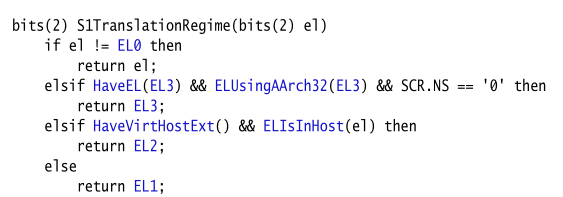 bits(2) S1TranslationRegime(bits(2) el)
    if el != EL0 then
        return el;
    elsif HaveEL(EL3) && ELUsingAArch32(EL3) && SCR.NS == '0' then
        return EL3;
    elsif HaveVirtHostExt() && ELIsInHost(el) then
        return EL2;
    else
        return EL1;